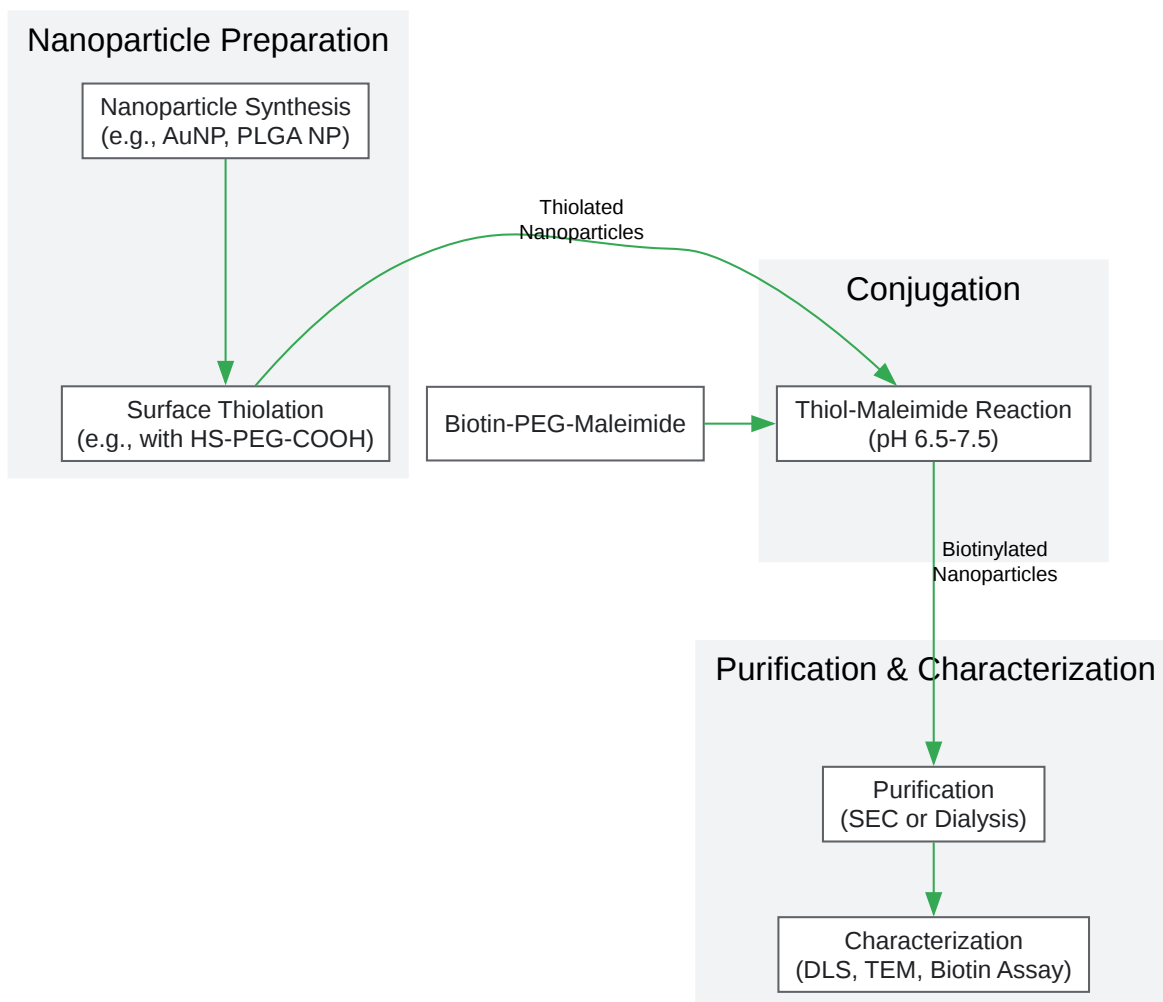 Nanoparticle Preparation
Nanoparticle Synthesis
(e.g., AuNP, PLGA NP)
Surface Thiolation
(e.g., with HS-PEG-COOH)
Thiolated
Nanoparticles
Biotin-PEG-Maleimide
Conjugation
Thiol-Maleimide Reaction
(pH 6.5-7.5)
Biotinylated
Nanoparticles
Purification & Characterization
Purification
(SEC or Dialysis)
Characterization
(DLS, TEM, Biotin Assay)